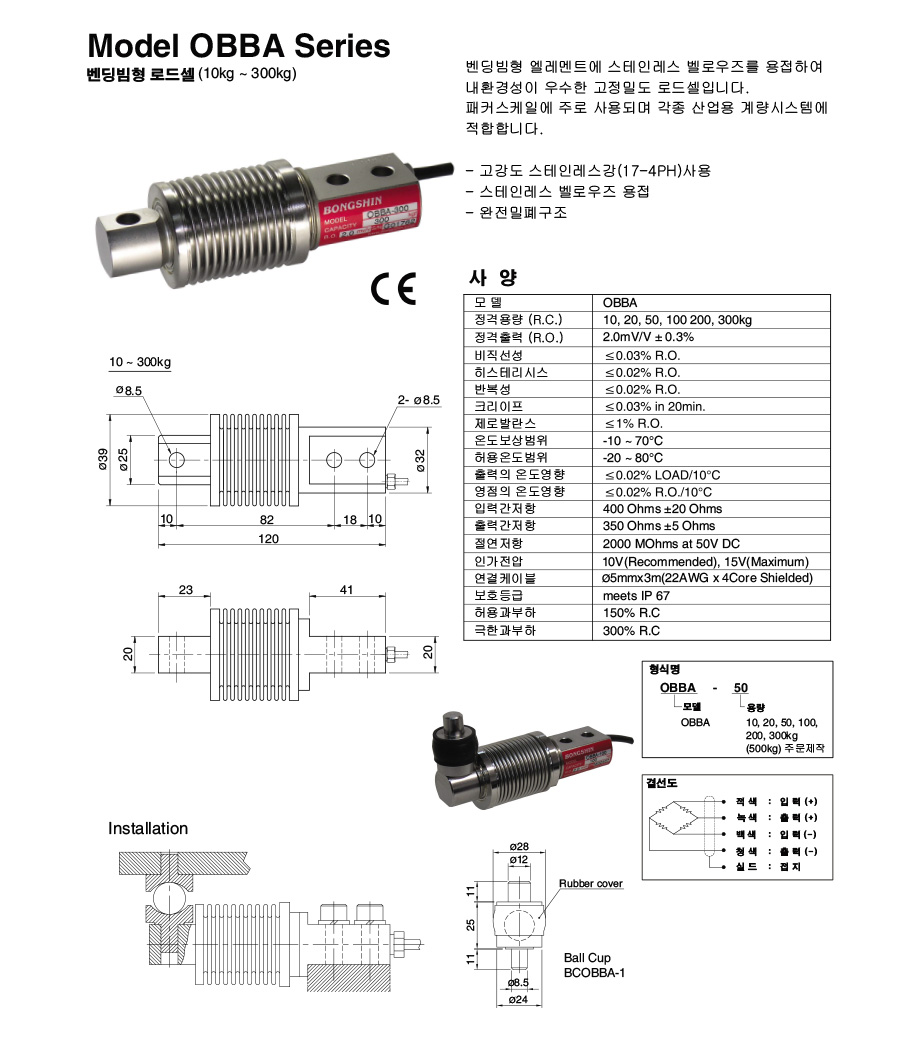 Model OBBA Series
벤딩빔형 로드셀 (10kg ~ 300kg)
벤딩빔형 엘레멘트에 스테인레스 벨로우즈를 용접하여
내환경성이 우수한 고정밀도 로드셀입니다.
패커스케일에 주로 사용되며 각종 산업용 계량시스템에
적합합니다.
- 고강도 스테인레스강(17-4PH)사용
- 스테인레스 벨로우즈 용접
- 완전밀폐구조
BONGSHIN
MODEL OBBA-300
CAPACITY 300
R.O. 2.0
CE
사 양
모 델 OBBA
정격용량 (R.C.) 10, 20, 50, 100 200, 300kg
정격출력 (R.O.) 2.0mV/V ± 0.3%
비직선성 ≤0.03% R.O.
히스테리시스 ≤0.02% R.O.
반복성 ≤0.02% R.O.
크리이프 ≤0.03% in 20min.
제로발란스 ≤1% R.O.
온도보상범위 -10 ~ 70°C
허용온도범위 -20 ~ 80°C
출력의 온도영향 ≤0.02% LOAD/10°C
영점의 온도영향 ≤0.02% R.O./10°C
입력간저항 400 Ohms ±20 Ohms
출력간저항 350 Ohms ±5 Ohms
절연저항 2000 MOhms at 50V DC
인가전압 10V(Recommended), 15V(Maximum)
연결케이블 ø5mmx3m(22AWG x 4Core Shielded)
보호등급 meets IP 67
허용과부하 150% R.C
극한과부하 300% R.C
10 ~ 300kg
ø8.5
2- ø8.5
ø39
ø25
ø32
10 82 18 10
120
23 41
20 20
형식명
OBBA - 50
모델 용량
OBBA 10, 20, 50, 100,
200, 300kg
(500kg) 주문제작
BONGSHIN
결선도
적색 : 입력 (+)
녹색 : 출력 (+)
백색 : 입력 (-)
청색 : 출력 (-)
실드 : 접지
Installation
ø28
ø12
Rubber cover
11
25
11
Ball Cup
BCOBBA-1
ø8.5
ø24